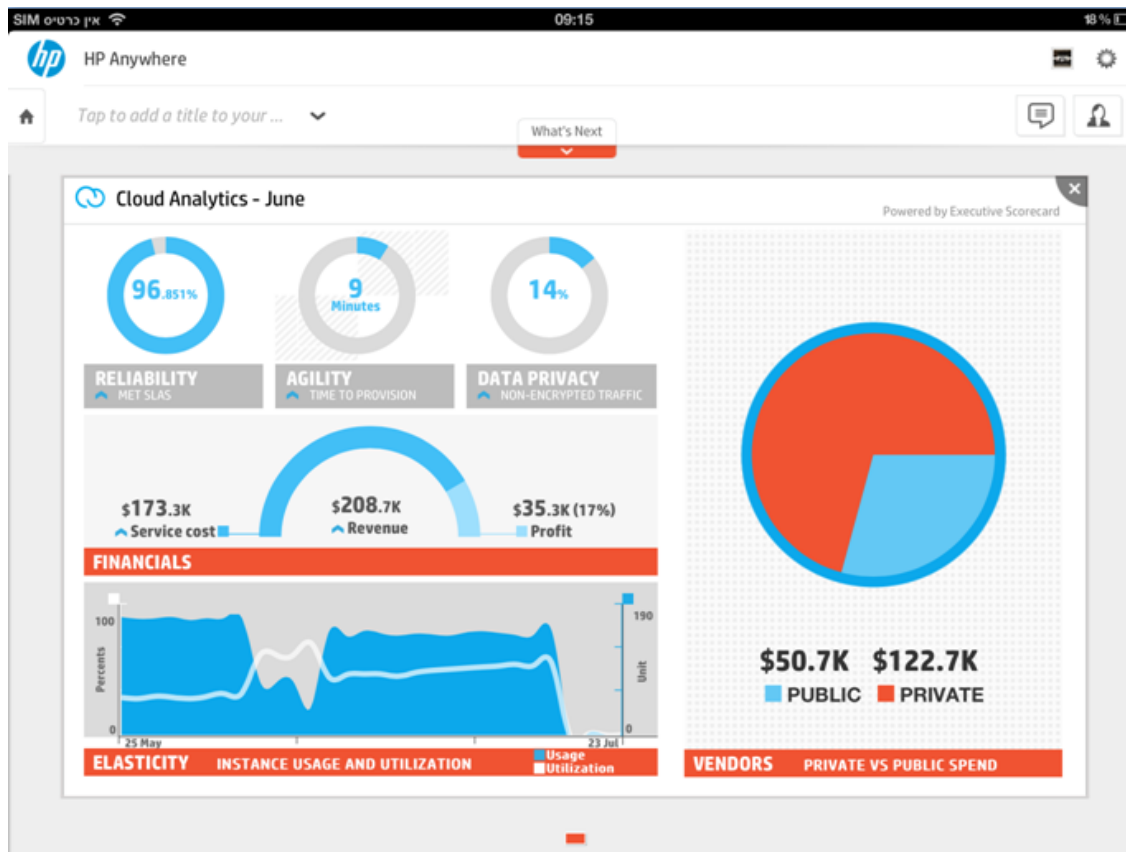 אין כרטיס SIM
09:15
18 %
hp
HP Anywhere
Tap to add a title to your ...
What's Next
Cloud Analytics - June
Powered by Executive Scorecard
96.851%
9
Minutes
14%
RELIABILITY
MET SLAS
AGILITY
TIME TO PROVISION
DATA PRIVACY
NON-ENCRYPTED TRAFFIC
$173.3K
Service cost
$208.7K
Revenue
$35.3K (17%)
Profit
FINANCIALS
100
Percents
0
190
Unit
0
25 May
23 Jul
ELASTICITY INSTANCE USAGE AND UTILIZATION
Usage
Utilization
$50.7K $122.7K
PUBLIC PRIVATE
VENDORS PRIVATE VS PUBLIC SPEND